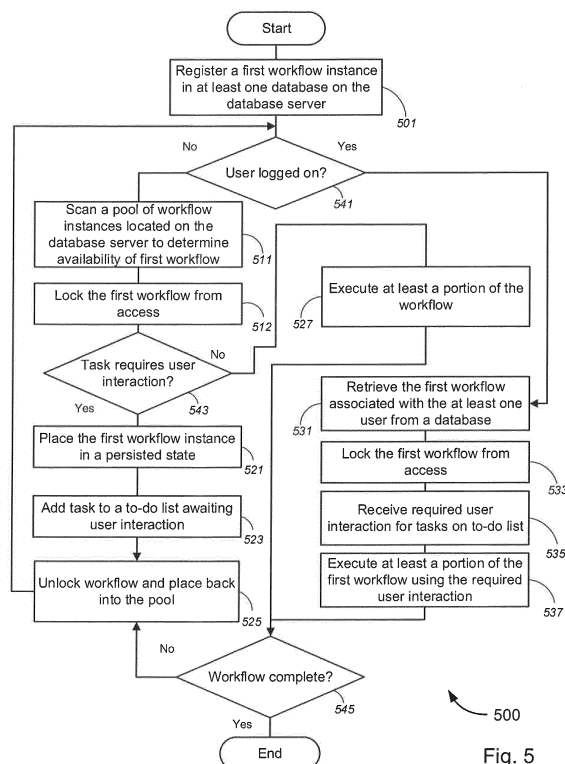 Start
Register a first workflow instance
in at least one database on the
database server
501
No
Yes
User logged on?
541
Scan a pool of workflow
instances located on the
database server to determine
availability of first workflow
511
Lock the first workflow from
access
512
No
Task requires user
interaction?
543
Yes
Place the first workflow instance
in a persisted state
521
Add task to a to-do list awaiting
user interaction
523
Unlock workflow and place back
into the pool
525
Execute at least a portion of the
workflow
527
Retrieve the first workflow
associated with the at least one
user from a database
531
Lock the first workflow from
access
533
Receive required user
interaction for tasks on to-do list
535
Execute at least a portion of the
first workflow using the required
user interaction
537
No
Workflow complete?
545
Yes
End
500
Fig. 5